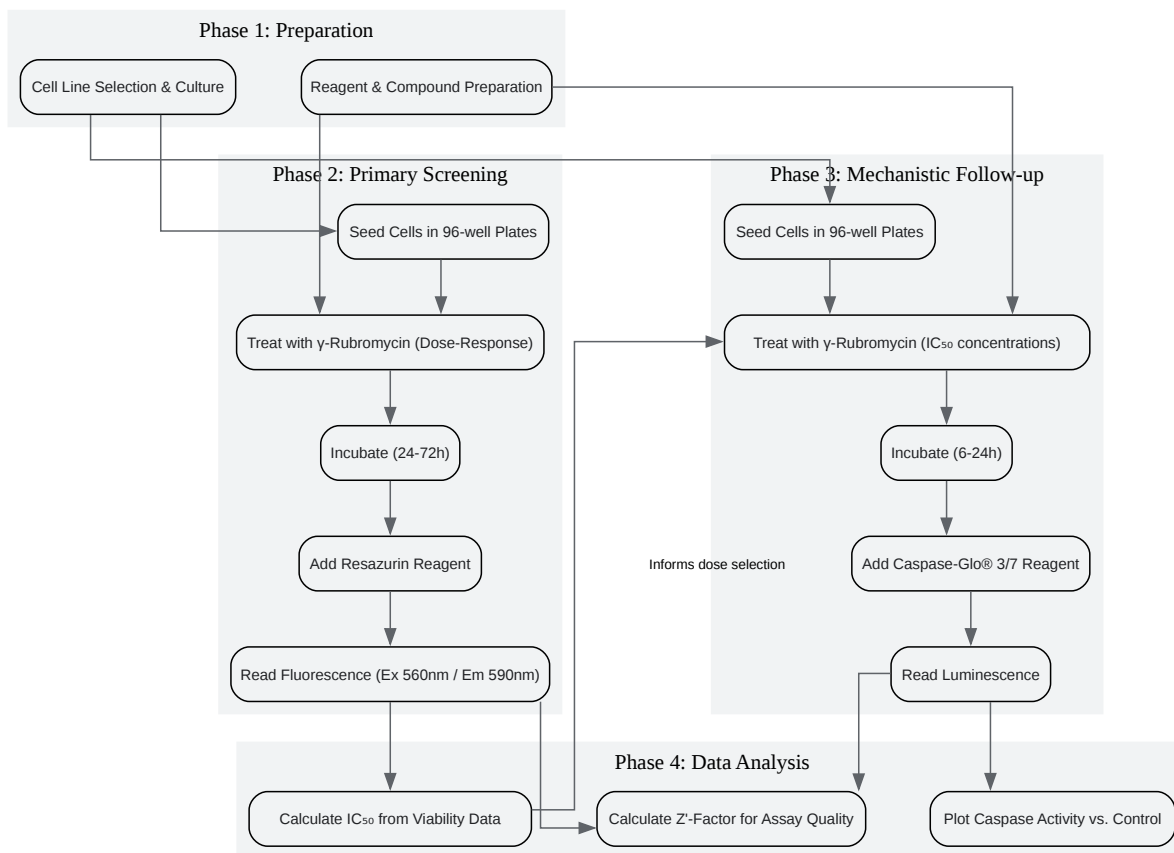 Phase 1: Preparation
Cell Line Selection & Culture
Reagent & Compound Preparation
Phase 2: Primary Screening
Seed Cells in 96-well Plates
Treat with γ-Rubromycin (Dose-Response)
Incubate (24-72h)
Add Resazurin Reagent
Read Fluorescence (Ex 560nm / Em 590nm)
Phase 3: Mechanistic Follow-up
Seed Cells in 96-well Plates
Treat with γ-Rubromycin (IC₅₀ concentrations)
Incubate (6-24h)
Informs dose selection
Add Caspase-Glo® 3/7 Reagent
Read Luminescence
Phase 4: Data Analysis
Calculate IC₅₀ from Viability Data
Calculate Z'-Factor for Assay Quality
Plot Caspase Activity vs. Control